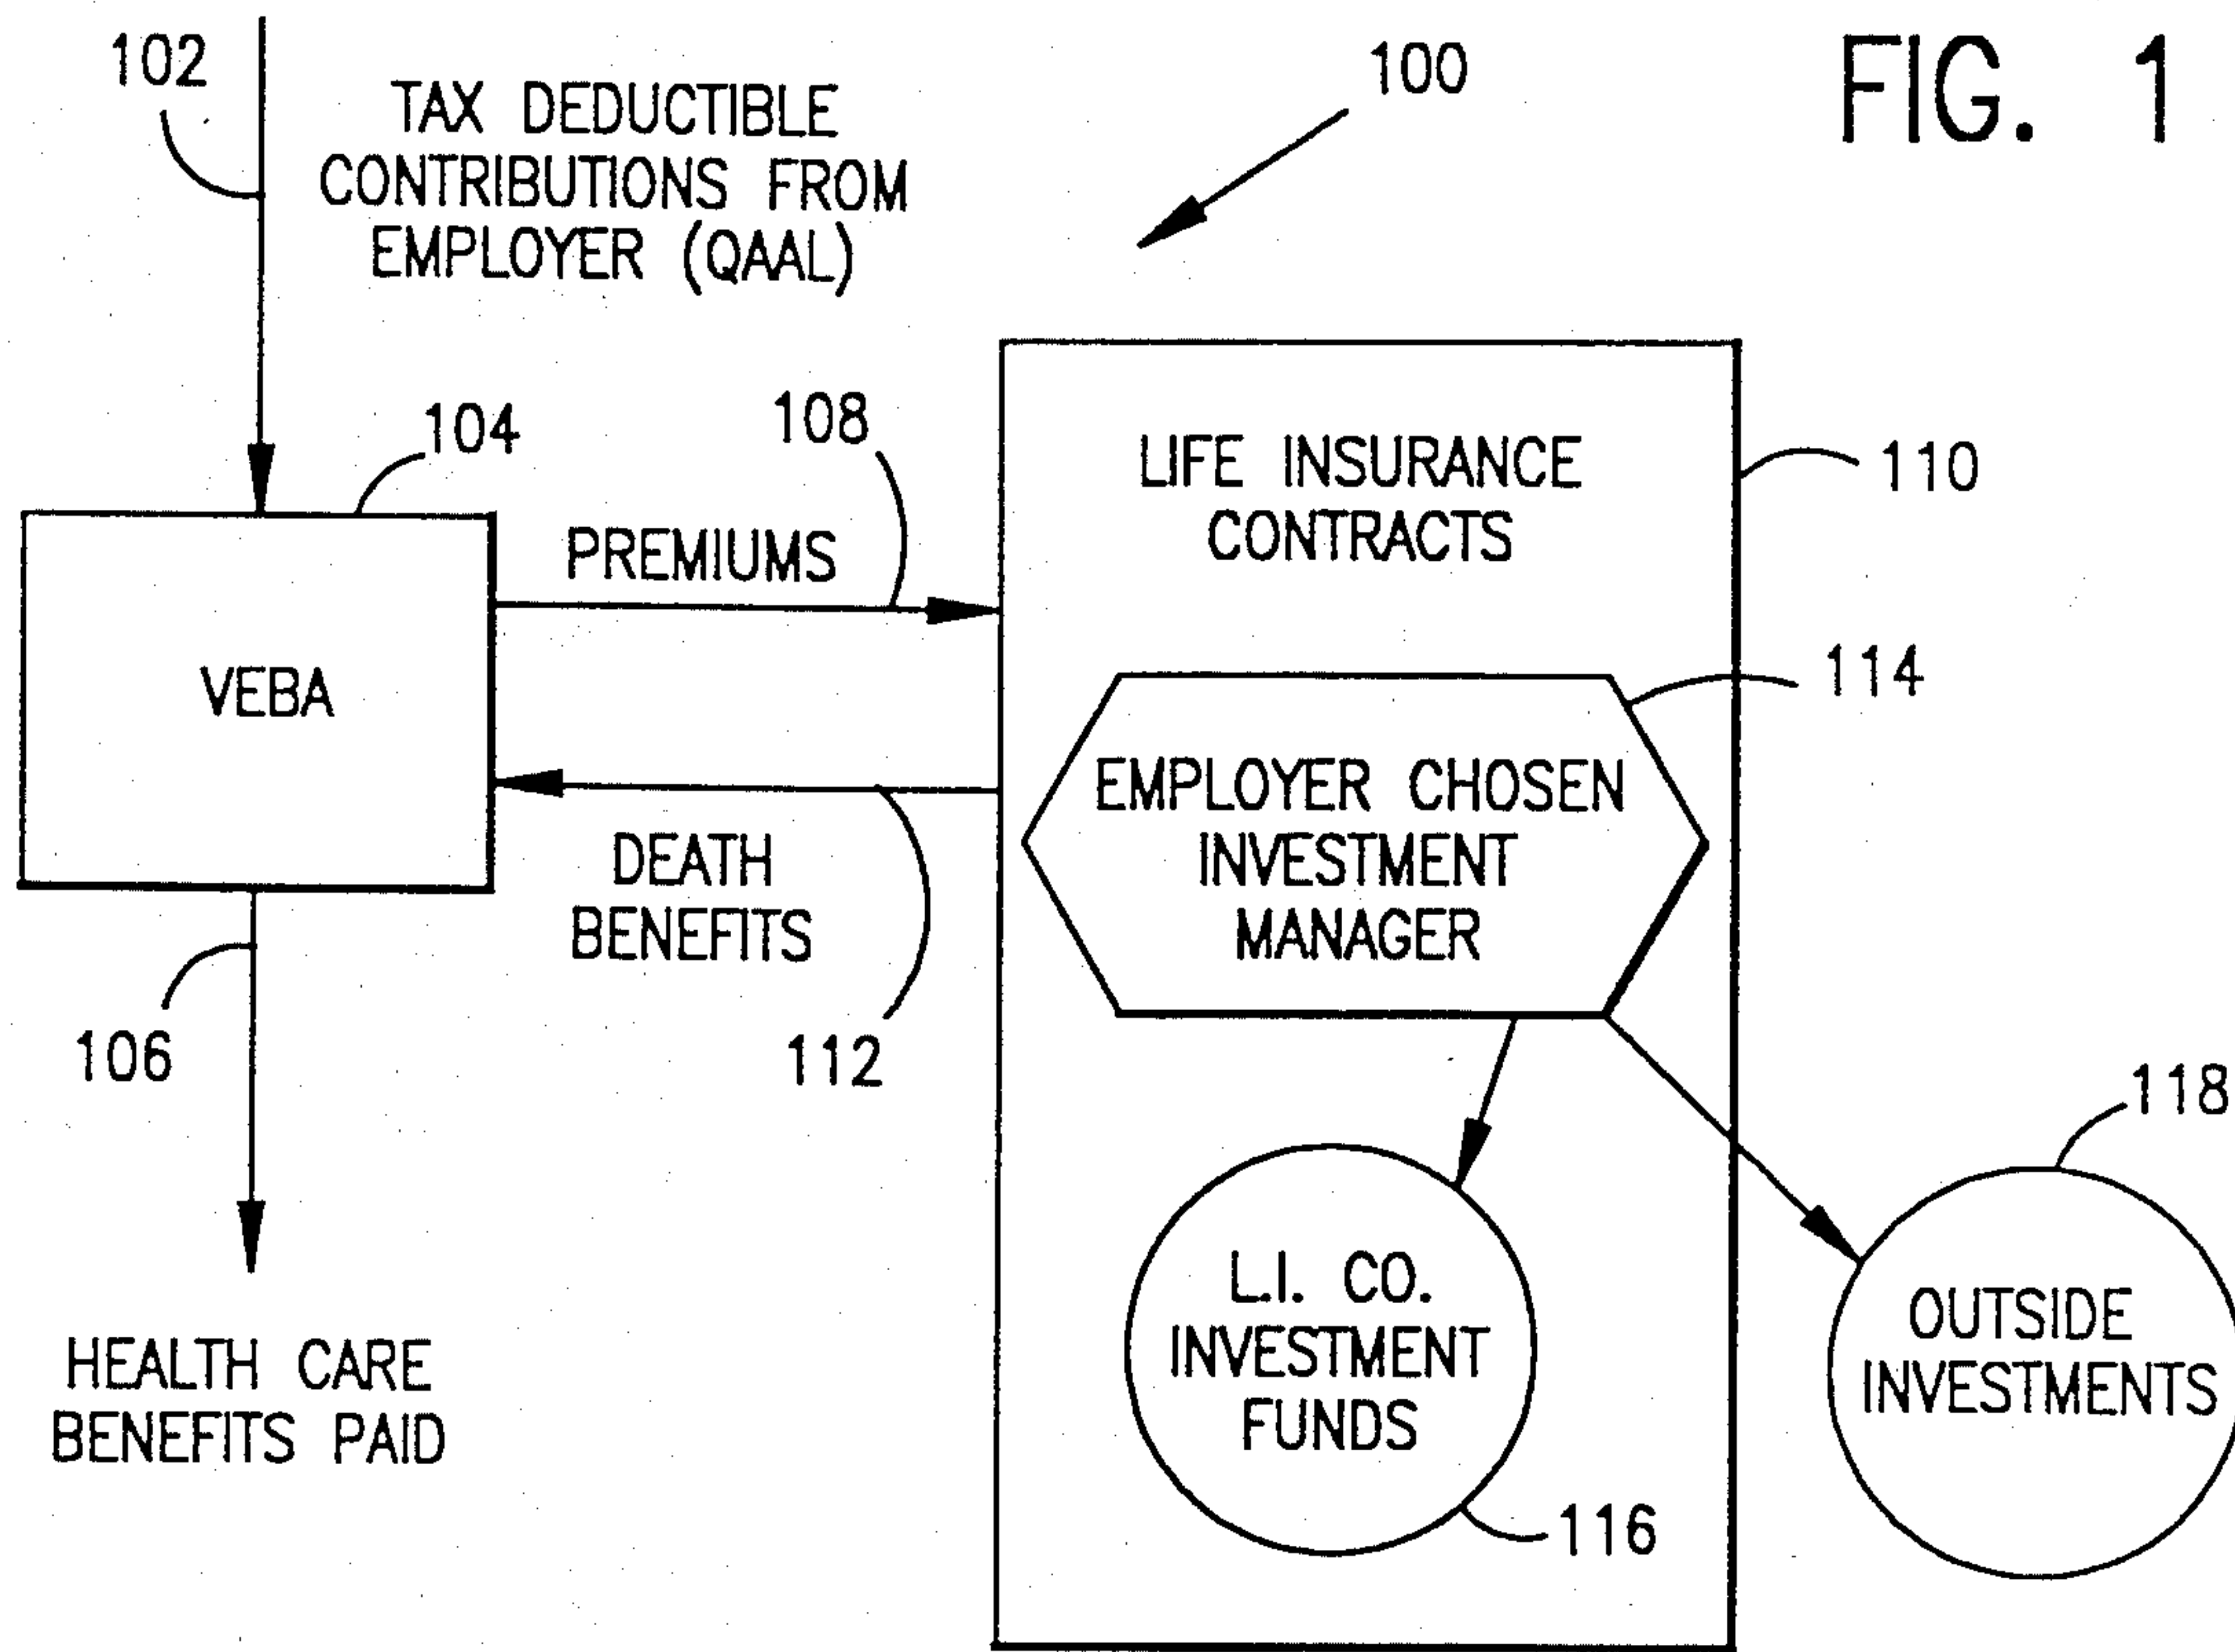 FIG. 1
100
102
TAX DEDUCTIBLE
CONTRIBUTIONS FROM
EMPLOYER (QAAL)
104
108
PREMIUMS
VEBA
LIFE INSURANCE
CONTRACTS
110
114
EMPLOYER CHOSEN
INVESTMENT
MANAGER
DEATH
BENEFITS
112
106
HEALTH CARE
BENEFITS PAID
L.I. CO.
INVESTMENT
FUNDS
116
118
OUTSIDE
INVESTMENTS